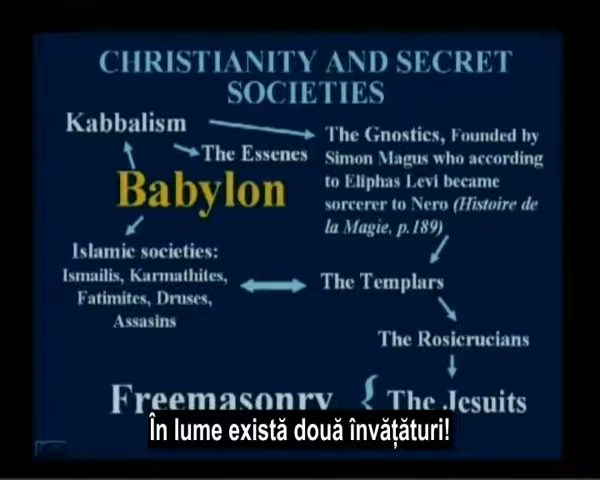 CHRISTIANITY AND SECRET
SOCIETIES
Kabbalism
The Essenes
Babylon
The Gnostics, Founded by
Simon Magus who according
to Eliphas Levi became
sorcerer to Nero (Histoire de
la Magie, p.189)
Islamic societies:
Ismailis, Karmathites,
Fatimites, Druses,
Assasins
The Templars
The Rosicrucians
Freemasonry { The Jesuits
În lume există două învățături!